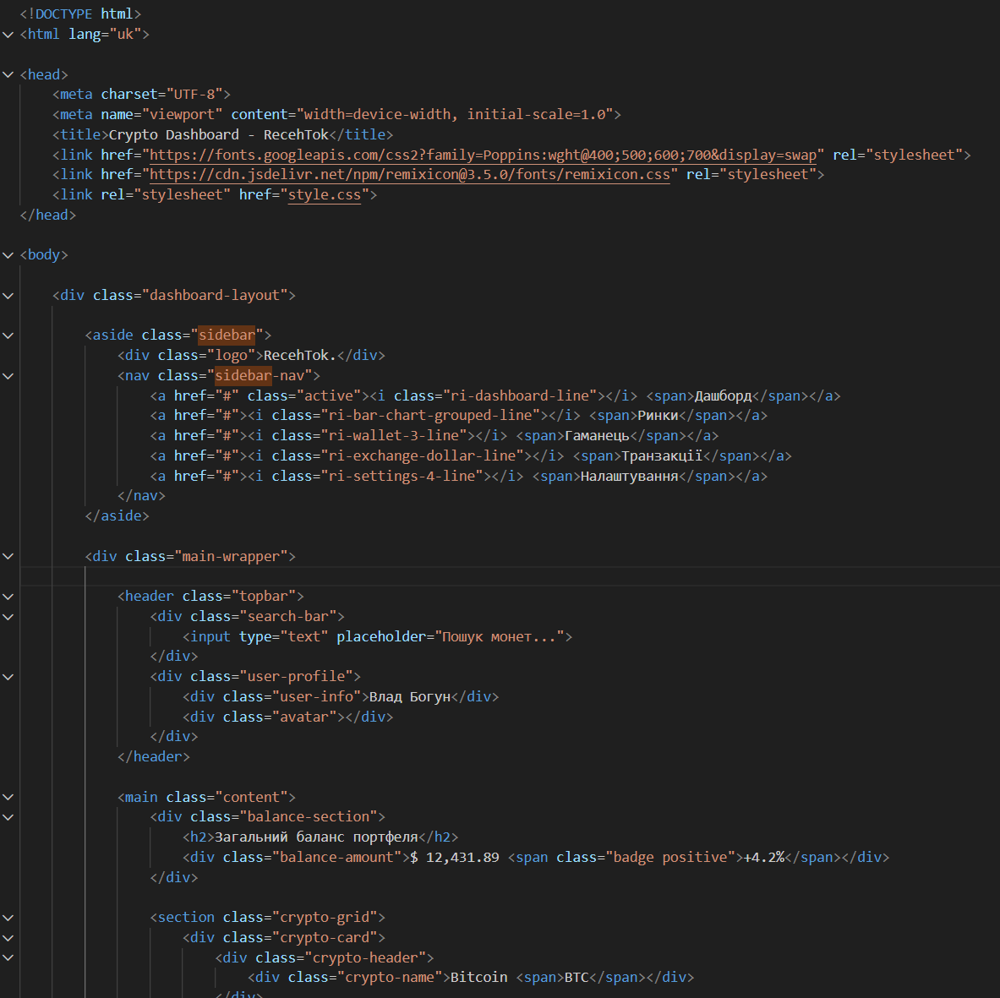 <!DOCTYPE html>
<html lang="uk">
<head>
<meta charset="UTF-8">
<meta name="viewport" content="width=device-width, initial-scale=1.0">
<title>Crypto Dashboard - RecehTok</title>
<link href="https://fonts.googleapis.com/css2?family=Poppins:wght@400;500;600;700&display=swap" rel="stylesheet">
<link href="https://cdn.jsdelivr.net/npm/remixicon@3.5.0/fonts/remixicon.css" rel="stylesheet">
<link rel="stylesheet" href="style.css">
</head>
<body>
<div class="dashboard-layout">
<aside class="sidebar">
<div class="logo">RecehTok.</div>
<nav class="sidebar-nav">
<a href="#" class="active"><i class="ri-dashboard-line"></i> <span>Дашборд</span></a>
<a href="#"><i class="ri-bar-chart-grouped-line"></i> <span>Ринки</span></a>
<a href="#"><i class="ri-wallet-3-line"></i> <span>Гаманець</span></a>
<a href="#"><i class="ri-exchange-dollar-line"></i> <span>Транзакції</span></a>
<a href="#"><i class="ri-settings-4-line"></i> <span>Налаштування</span></a>
</nav>
</aside>
<div class="main-wrapper">
<header class="topbar">
<div class="search-bar">
<input type="text" placeholder="Пошук монет...">
</div>
<div class="user-profile">
<div class="user-info">Влад Богун</div>
<div class="avatar"></div>
</div>
</header>
<main class="content">
<div class="balance-section">
<h2>Загальний баланс портфеля</h2>
<div class="balance-amount">$ 12,431.89 <span class="badge positive">+4.2%</span></div>
</div>
<section class="crypto-grid">
<div class="crypto-card">
<div class="crypto-header">
<div class="crypto-name">Bitcoin <span>BTC</span></div>
</div>